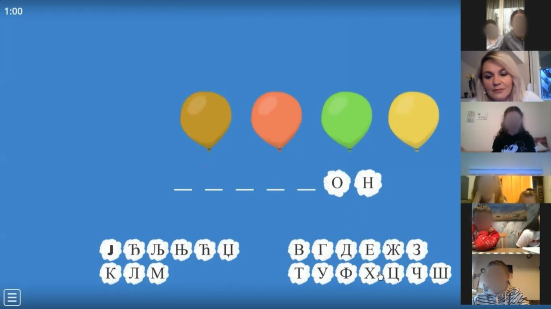 1:00
_ _ _ _ _ О Н
Ј Ђ Љ Њ Ћ Џ
К Л М
В Г Д Е Ж З
Т У Ф Х Ц Ч Ш